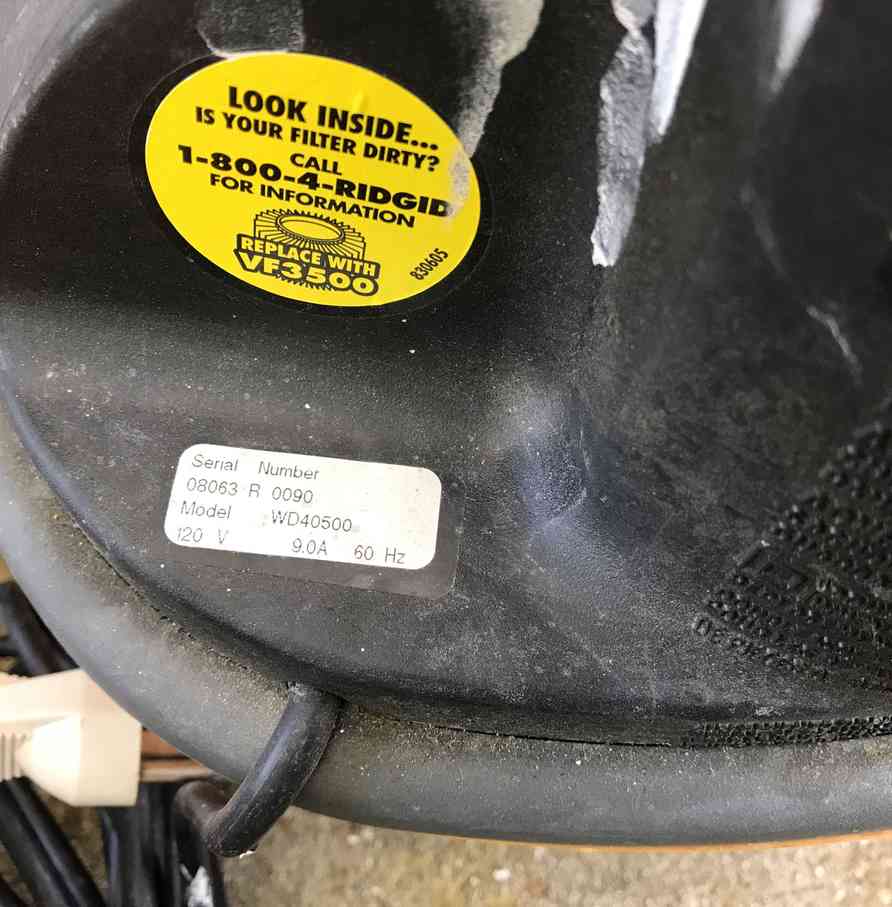 LOOK INSIDE...
IS YOUR FILTER DIRTY?
CALL
1-800-4-RIDGID
FOR INFORMATION
REPLACE WITH
VF3500
830605
Serial Number
08063 R 0090
Model WD40500
120 V 9.0A 60 Hz